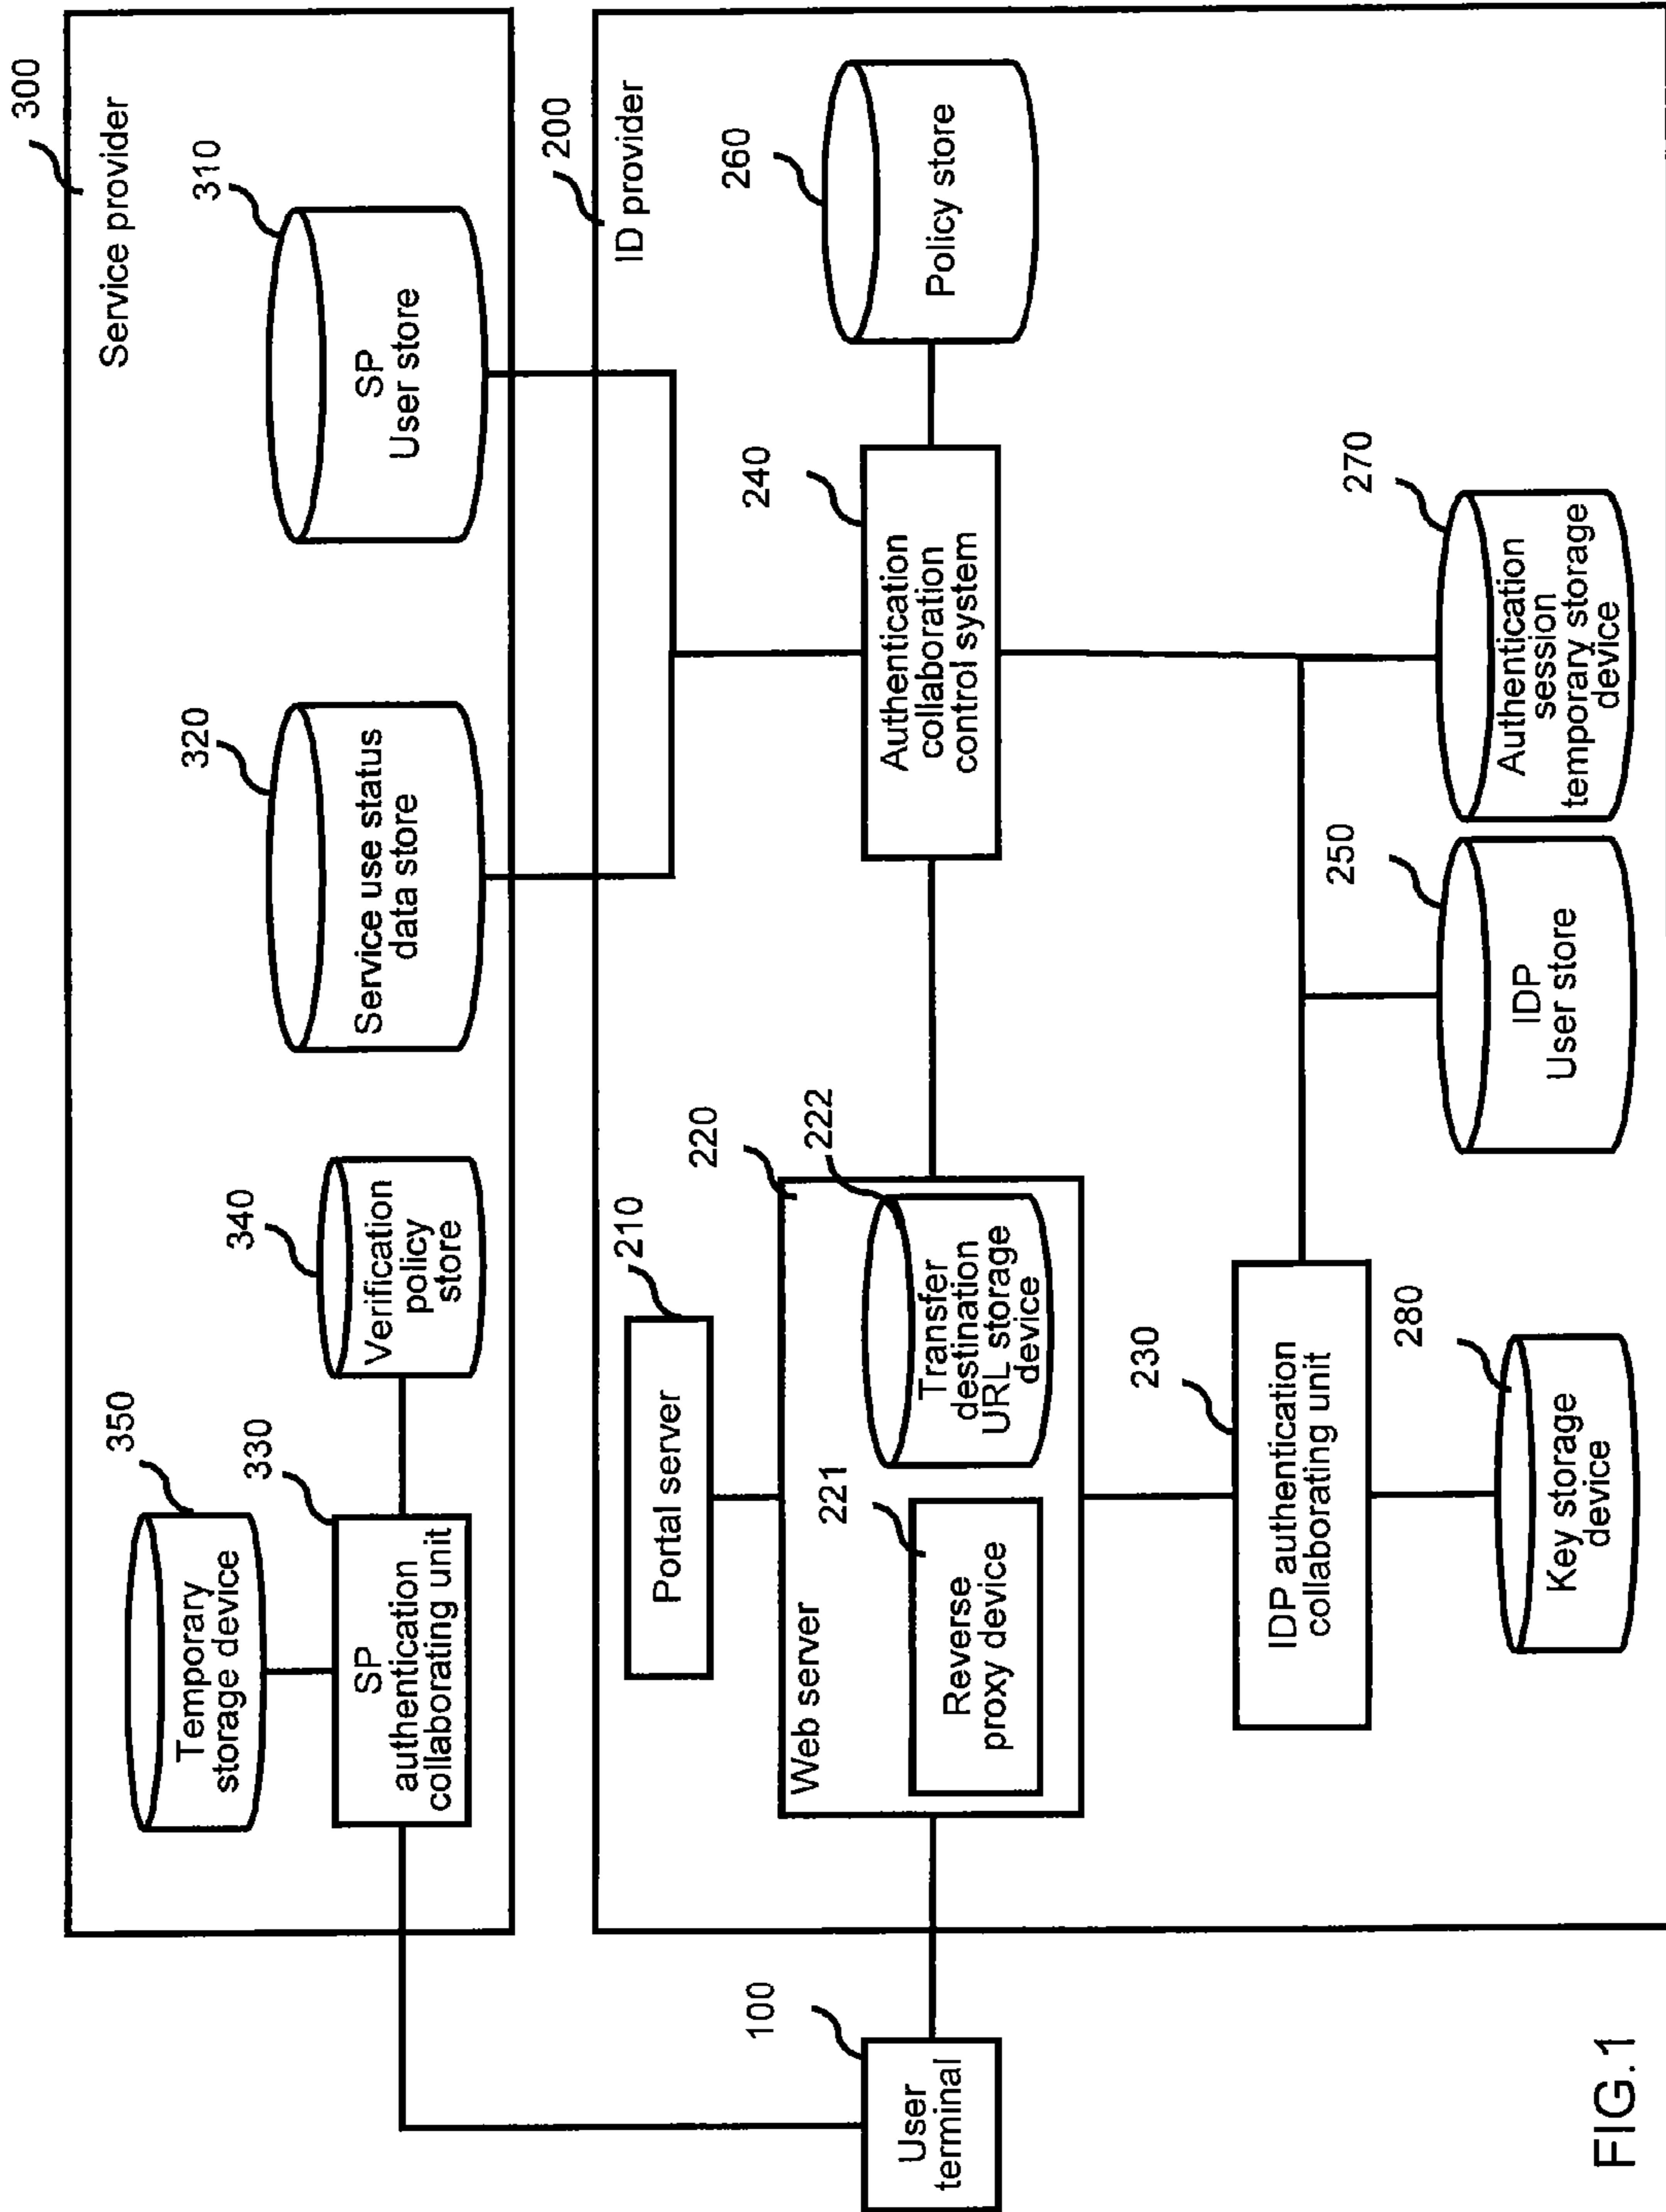 300
Service provider
350
Temporary
storage device
330
SP
authentication
collaborating unit
340
Verification
policy
store
320
Service use status
data store
310
SP
User store
200
ID provider
210
Portal server
220
Web server
221
Reverse
proxy device
222
Transfer
destination
URL storage
device
240
Authentication
collaboration
control system
260
Policy store
100
User
terminal
230
IDP authentication
collaborating unit
280
Key storage
device
250
IDP
User store
270
Authentication
session
temporary storage
device
FIG.1